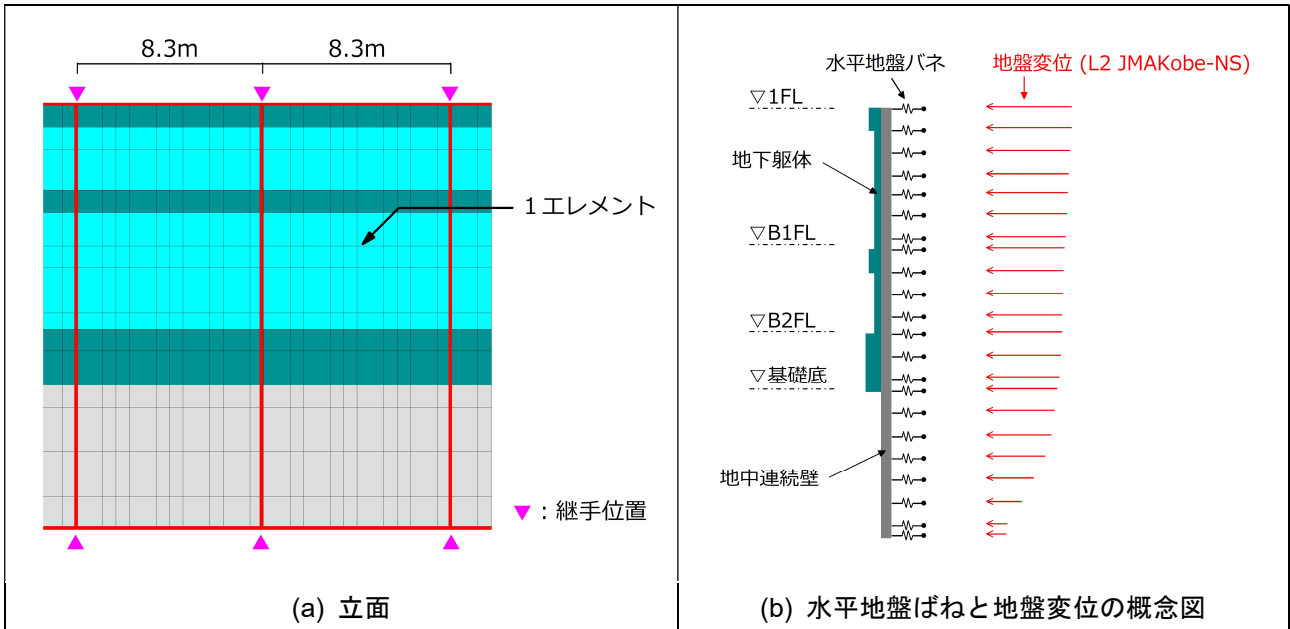 8.3m
8.3m
1エレメント
▼：継手位置
(a) 立面
水平地盤バネ
地盤変位 (L2 JMAKobe-NS)
▽1FL
地下躯体
▽B1FL
▽B2FL
▽基礎底
地中連続壁
(b) 水平地盤ばねと地盤変位の概念図